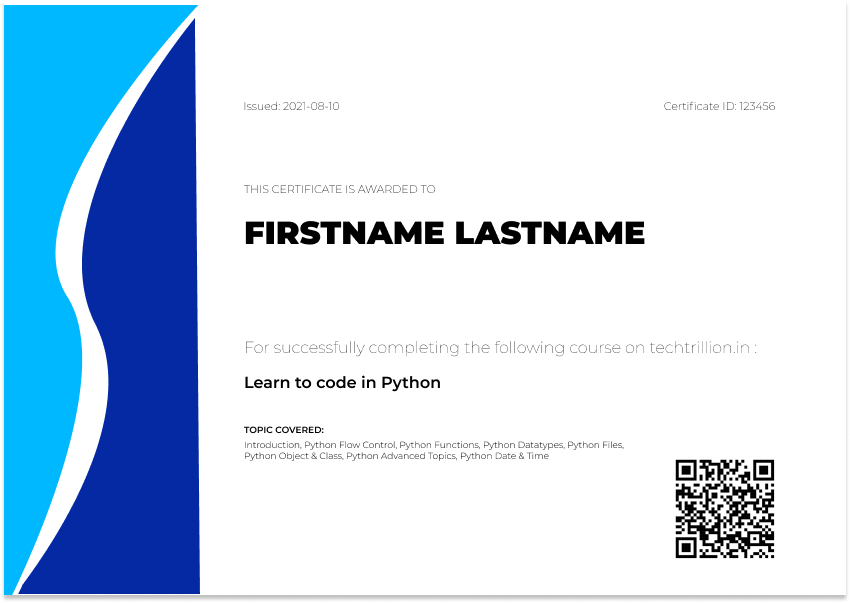 Issued: 2021-08-10
Certificate ID: 123456
THIS CERTIFICATE IS AWARDED TO
FIRSTNAME LASTNAME
For successfully completing the following course on techtrillion.in :
Learn to code in Python
TOPIC COVERED:
Introduction, Python Flow Control, Python Functions, Python Datatypes, Python Files,
Python Object & Class, Python Advanced Topics, Python Date & Time